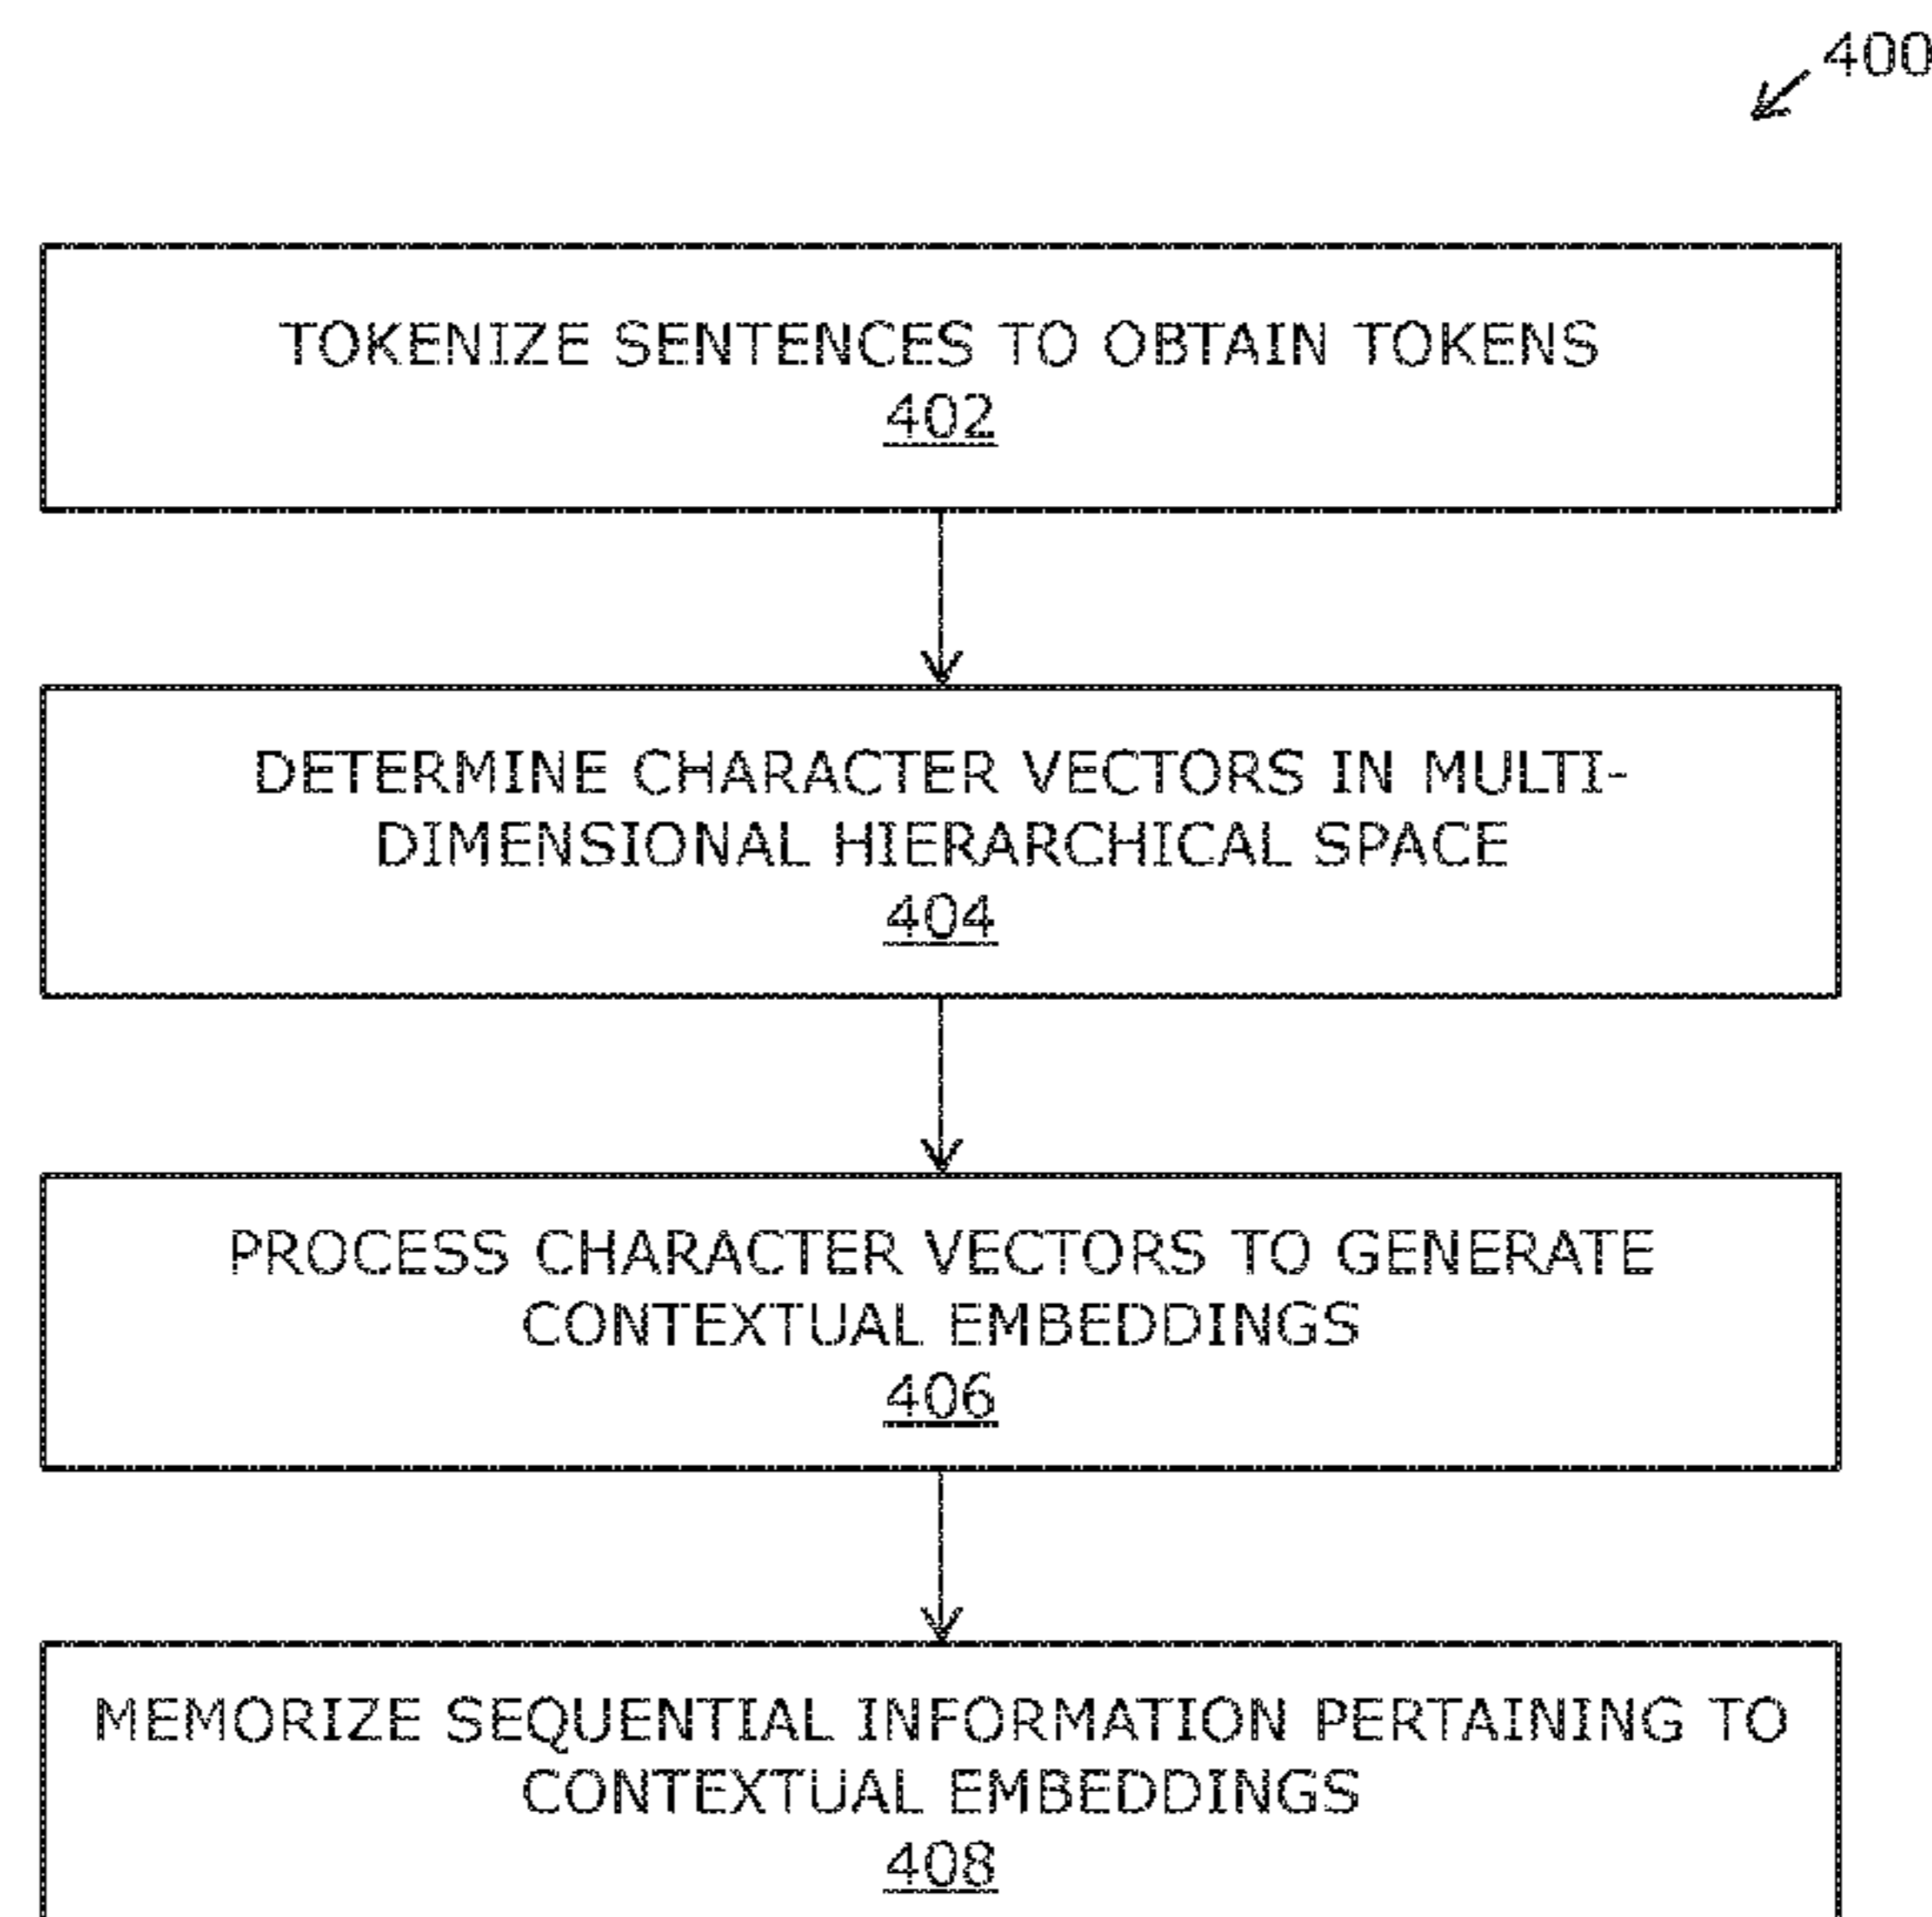 400
TOKENIZE SENTENCES TO OBTAIN TOKENS
402
DETERMINE CHARACTER VECTORS IN MULTI-
DIMENSIONAL HIERARCHICAL SPACE
404
PROCESS CHARACTER VECTORS TO GENERATE
CONTEXTUAL EMBEDDINGS
406
MEMORIZE SEQUENTIAL INFORMATION PERTAINING TO
CONTEXTUAL EMBEDDINGS
408